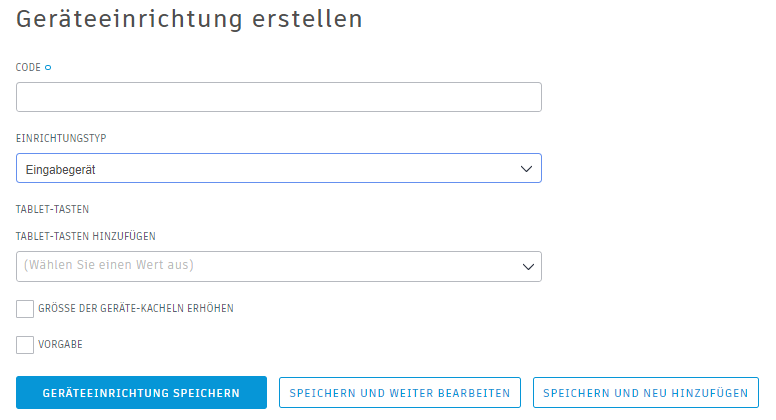 Geräteeinrichtung erstellen
CODE
EINRICHTUNGSTYP
Eingabegerät
TABLET-TASTEN
TABLET-TASTEN HINZUFÜGEN
(Wählen Sie einen Wert aus)
GRÖSSE DER GERÄTE-KACHELN ERHÖHEN
VORGABE
GERÄTEEINRICHTUNG SPEICHERN SPEICHERN UND WEITER BEARBEITEN SPEICHERN UND NEU HINZUFÜGEN